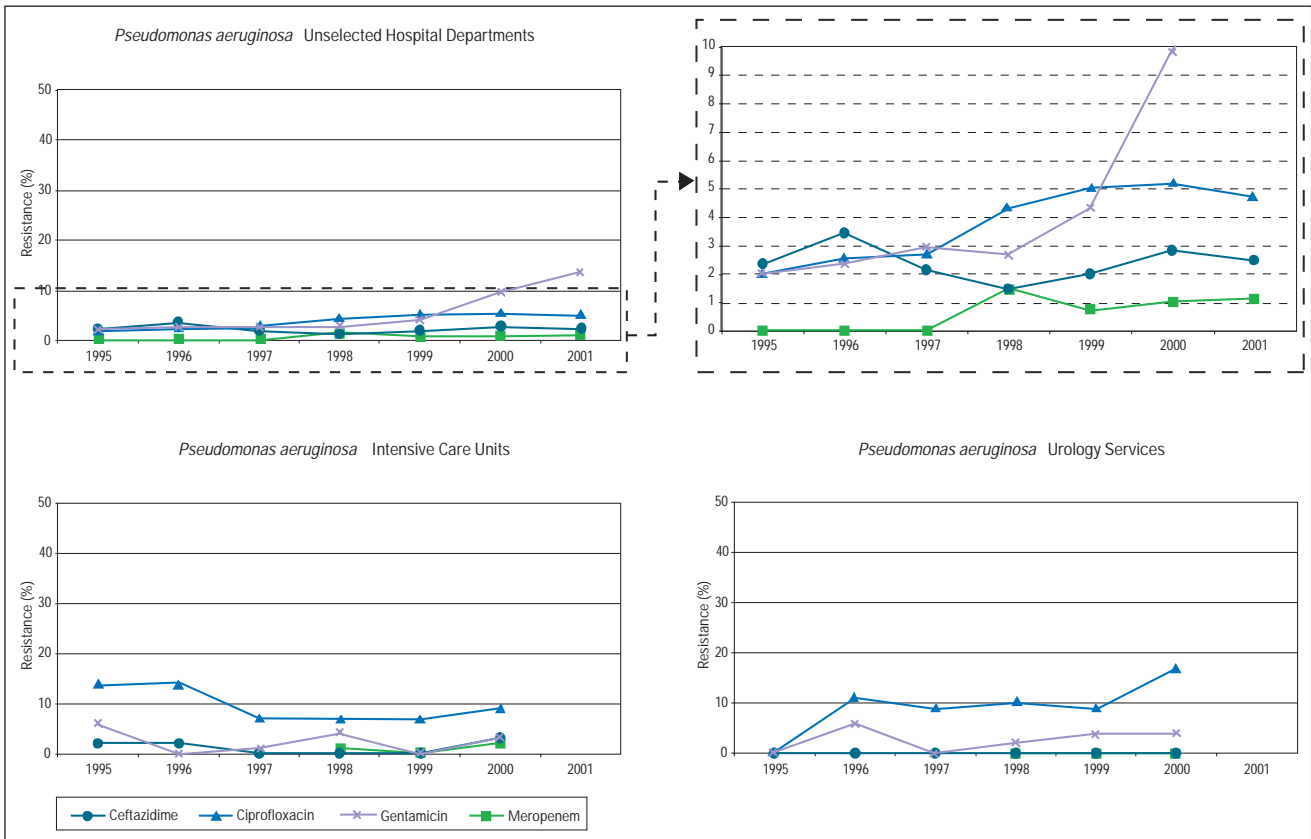 Pseudomonas aeruginosa Unselected Hospital Departments
50
40
30
20
10
0
Resistance (%)
1995 1996 1997 1998 1999 2000 2001
10
9
8
7
6
5
4
3
2
1
0
1995 1996 1997 1998 1999 2000 2001
Pseudomonas aeruginosa Intensive Care Units
50
40
30
20
10
0
Resistance (%)
1995 1996 1997 1998 1999 2000 2001
Pseudomonas aeruginosa Urology Services
50
40
30
20
10
0
Resistance (%)
1995 1996 1997 1998 1999 2000 2001
Ceftazidime Ciprofloxacin Gentamicin Meropenem